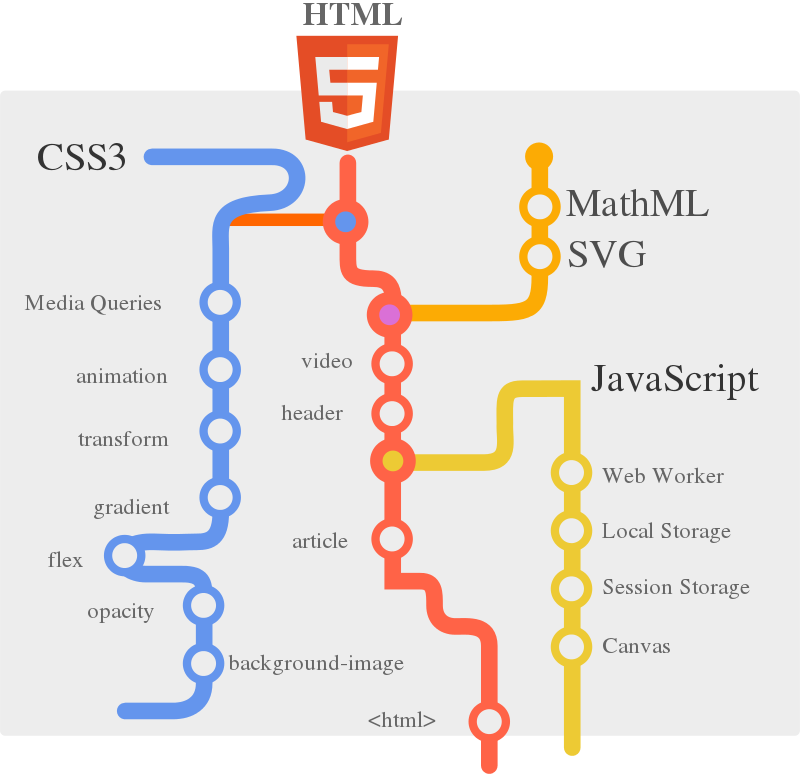 HTML
5
CSS3
MathML
SVG
Media Queries
video
animation
JavaScript
header
transform
Web Worker
gradient
Local Storage
article
flex
Session Storage
opacity
Canvas
background-image
<html>